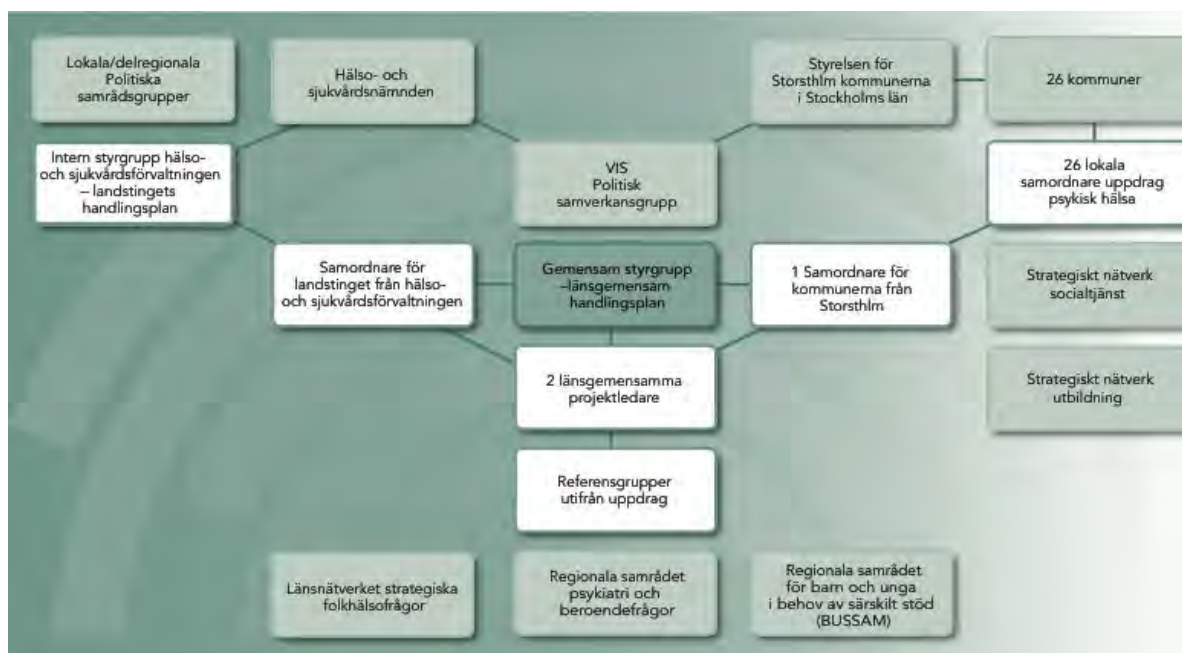 Lokala/delregionala
Politiska
samrådsgrupper
Hälso- och
sjukvårdsnämnden
Styrelsen för
Storsthlm kommunerna
i Stockholms län
26 kommuner
Intern styrgrupp hälso-
och sjukvårdsförvaltningen
– landstingets
handlingsplan
VIS
Politisk
samverkansgrupp
26 lokala
samordnare uppdrag
psykisk hälsa
Samordnare för
landstinget från hälso-
och sjukvårdsförvaltningen
Gemensam styrgrupp
–länsgemensam
handlingsplan
1 Samordnare för
kommunerna från
Storsthlm
Strategiskt nätverk
socialtjänst
2 länsgemensamma
projektledare
Strategiskt nätverk
utbildning
Referensgrupper
utifrån uppdrag
Länsnätverket strategiska
folkhälsofrågor
Regionala samrådet
psykiatri och
beroendefrågor
Regionala samrådet
för barn och unga
i behov av särskilt stöd
(BUSSAM)